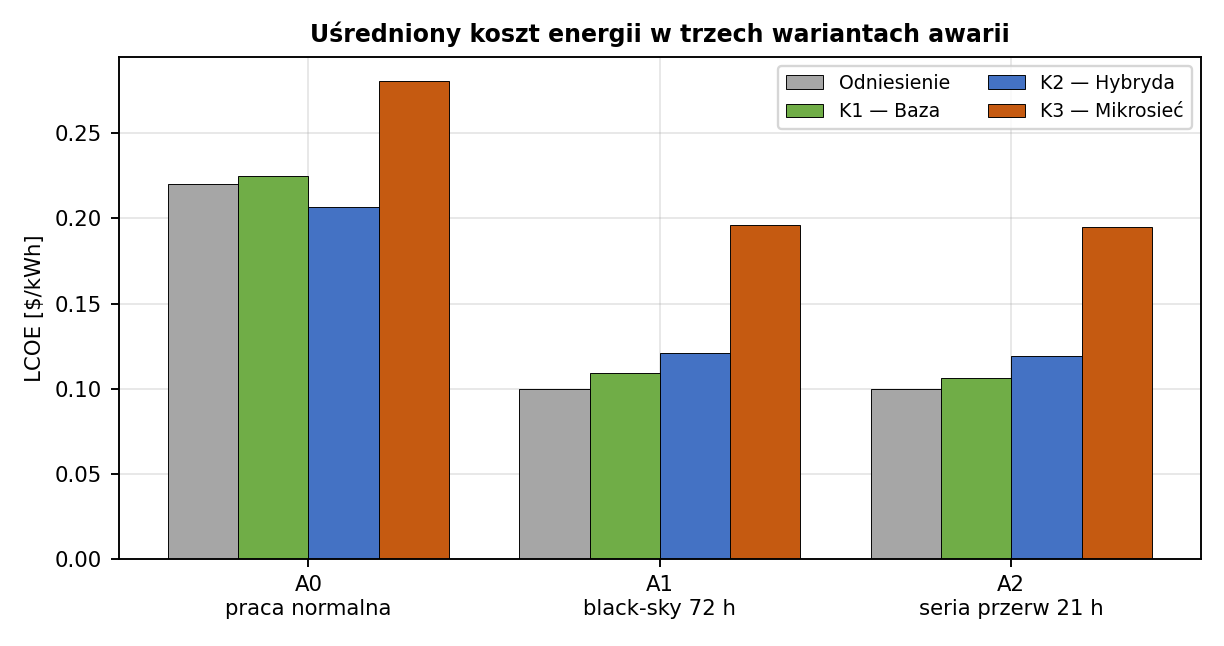 Uśredniony koszt energii w trzech wariantach awarii
Odniesienie
K1 — Baza
K2 — Hybryda
K3 — Mikrosieć
LCOE [$/kWh]
0.25
0.20
0.15
0.10
0.05
0.00
A0
praca normalna
A1
black-sky 72 h
A2
seria przerw 21 h